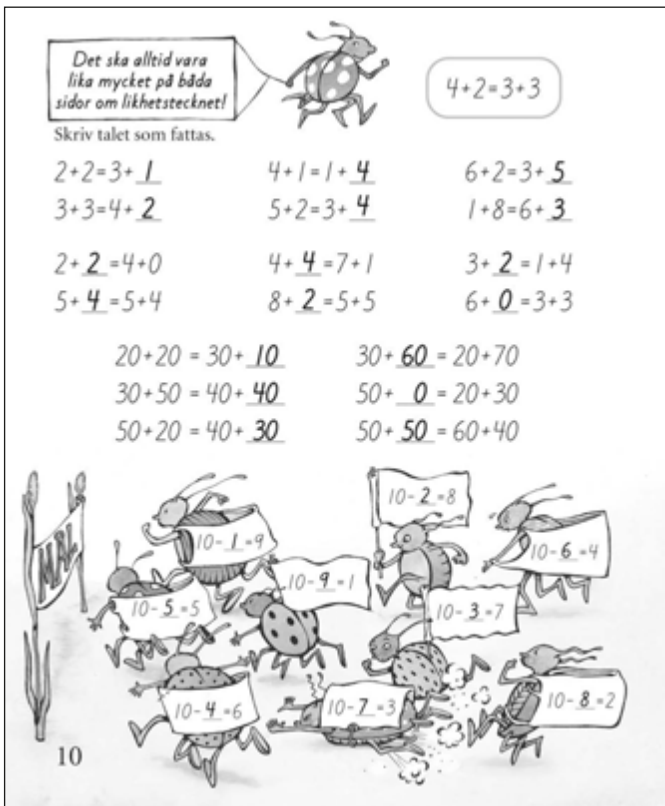 Det ska alltid vara
lika mycket på båda
sidor om likhetstecknet!
4+2=3+3
Skriv talet som fattas.
2+2=3+1 4+1=1+4 6+2=3+5
3+3=4+2 5+2=3+4 1+8=6+3
2+2=4+0 4+4=7+1 3+2=1+4
5+4=5+4 8+2=5+5 6+0=3+3
20+20 = 30+10 30+60 = 20+70
30+50 = 40+40 50+0 = 20+30
50+20 = 40+30 50+50 = 60+40
MÅL
10-1=9
10-2=8
10-6=4
10-9=1
10-5=5
10-3=7
10-4=6
10-7=3
10-8=2
10